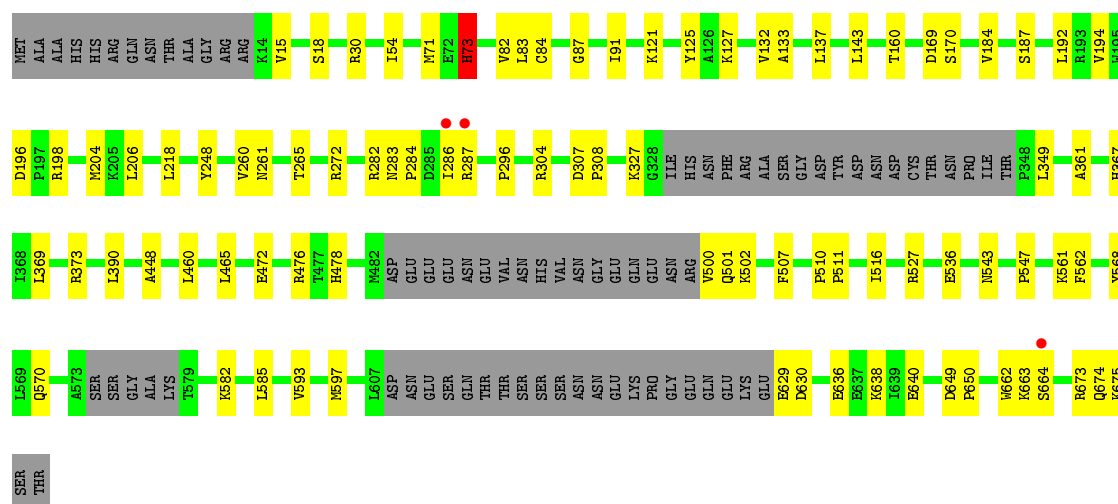 MET ALA ALA HIS HIS ARG GLN ASN THR ALA GLY ARG ARG K14 V15 S18 R30 I54 M71 E72 H73 V82 L83 C84 G87 I91 K121 Y125 A126 K127 V132 A133 L137 L143 T160 D169 S170 V184 S187 L192 R193 V194 W195
D196 P197 R198 M204 K205 L206 L218 Y248 V260 N261 T265 R272 R282 N283 P284 D285 I286 R287 P296 R304 D307 P308 K327 G328 ILE HIS ASN PHE ARG ALA SER GLY ASP TYR ASP ASN ASP CYS THR ASN PRO ILE THR P348 L349 A361 H367
I368 L369 R373 L390 A448 L460 L465 E472 R476 T477 H478 M482 ASP GLU GLU GLU ASN GLU VAL ASN HIS VAL ASN GLY GLU GLN GLU ASN ARG V500 Q501 K502 F507 P510 P511 I516 R527 E536 N543 P547 K561 F562 Y568
L569 Q570 A573 SER SER GLY ALA LYS T579 K582 L585 V593 M597 L607 ASP ASN GLU SER GLN THR THR SER SER SER ASN ASN GLU LYS PRO GLY GLU GLN GLU LYS GLU E629 D630 E636 E637 K638 I639 E640 D649 P650 W662 K663 S664 R673 Q674 K675
SER THR